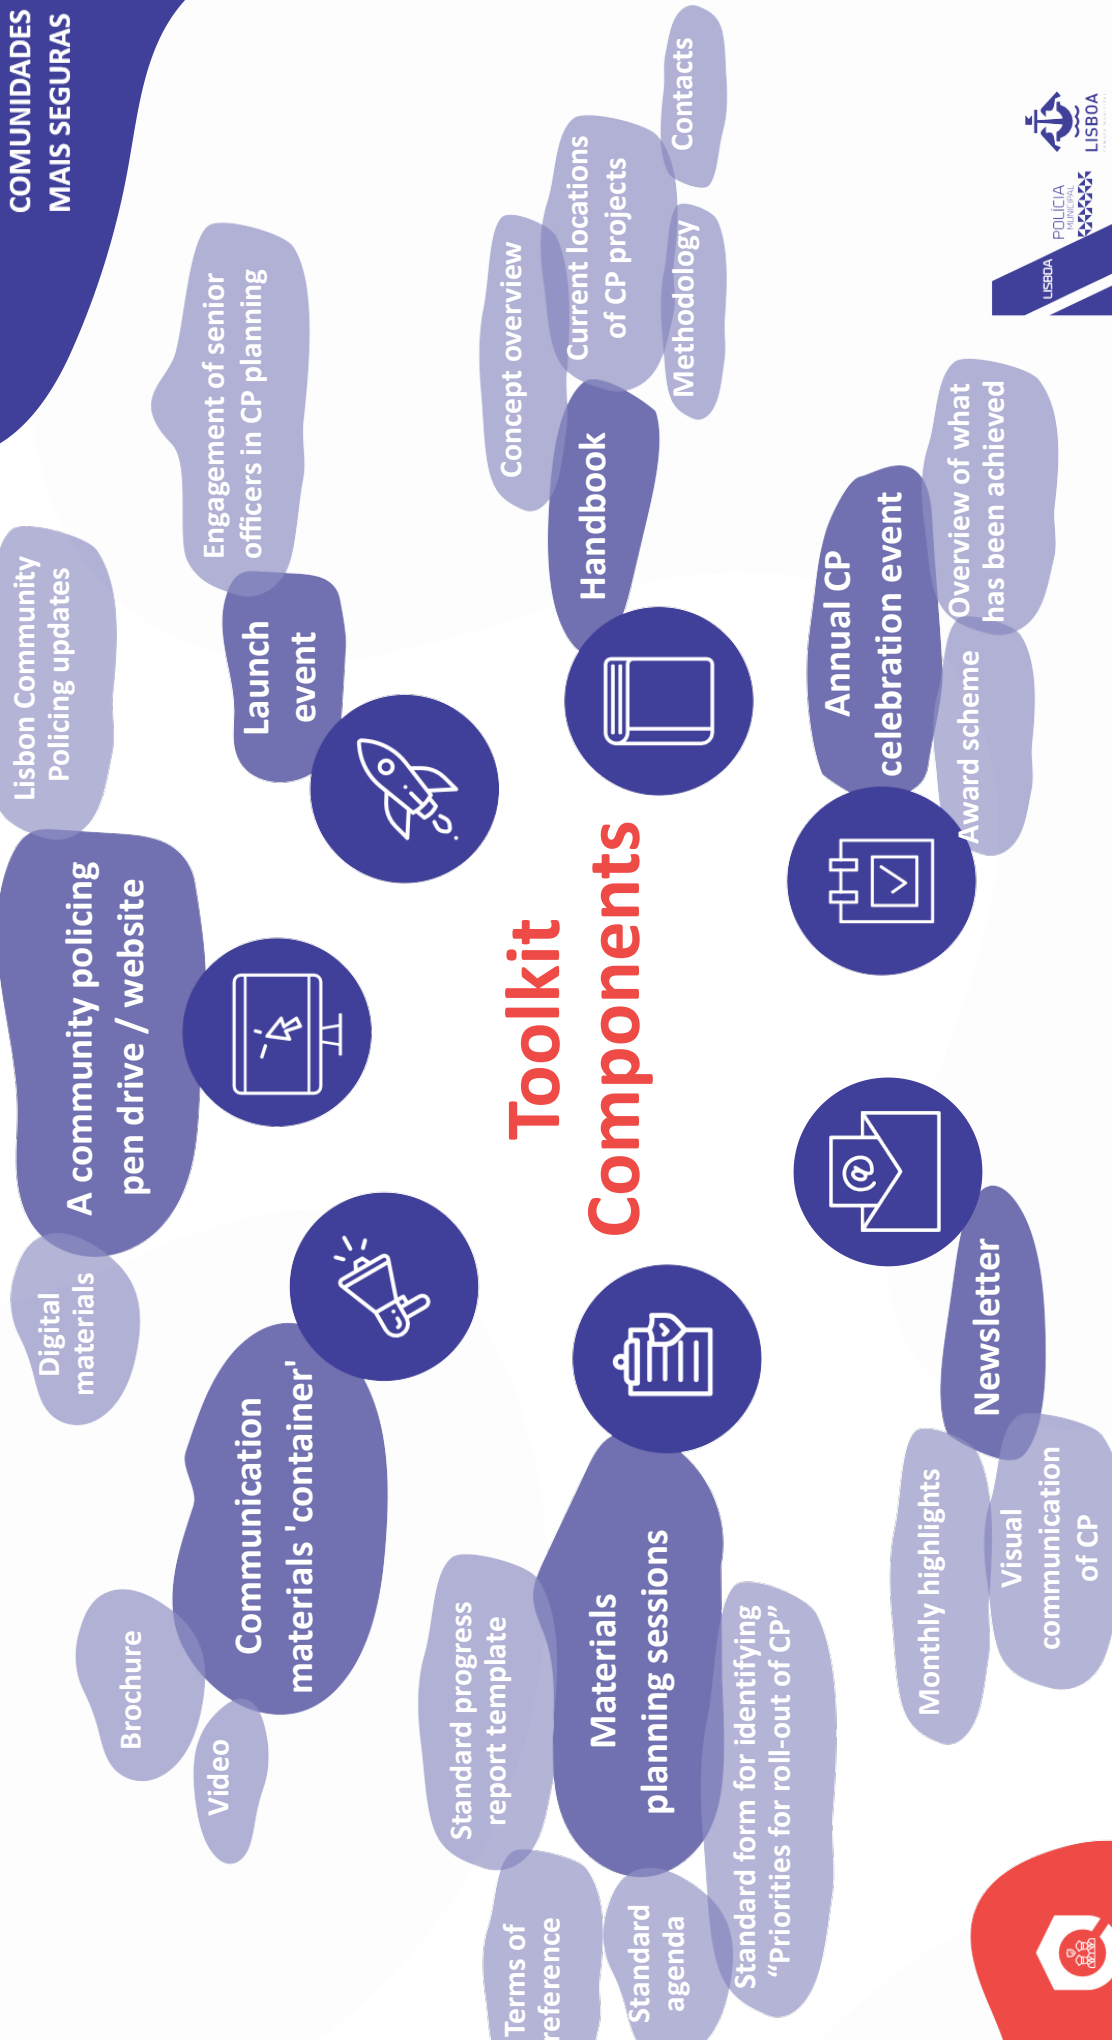 COMUNIDADES
MAIS SEGURAS
Toolkit
Components
A community policing
pen drive / website
Digital
materials
Lisbon Community
Policing updates
Launch
event
Engagement of senior
officers in CP planning
Handbook
Concept overview
Current locations
of CP projects
Methodology
Contacts
Annual CP
celebration event
Overview of what
has been achieved
Award scheme
Newsletter
Monthly highlights
Visual
communication
of CP
Materials
planning sessions
Standard progress
report template
Terms of
reference
Standard
agenda
Standard form for identifying
“Priorities for roll-out of CP”
Communication
materials 'container'
Brochure
Video
@
LISBOA
POLÍCIA
MUNICIPAL
LISBOA